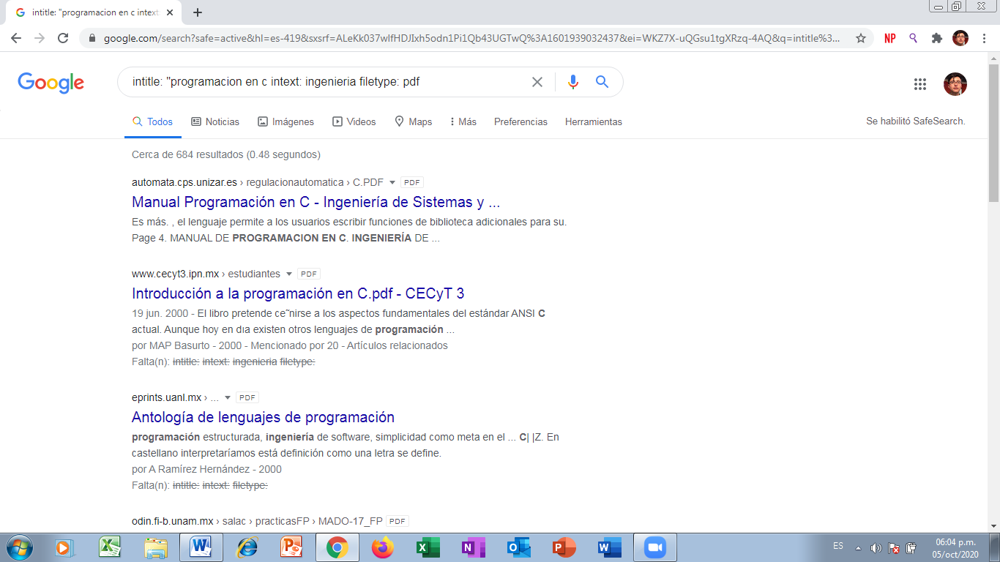 intitle: "programacion en c intext
google.com/search?safe=active&hl=es-419&sxsrf=ALeKk037wIfHDJIxh5odn1Pi1Qb43UGTwQ%3A1601939032437&ei=WKZ7X-uQGsu1tgXRzq-4AQ&q=intitle%3...
NP
Google
intitle: "programacion en c intext: ingenieria filetype: pdf
Todos Noticias Imágenes Videos Maps Más Preferencias Herramientas
Se habilitó SafeSearch.
Cerca de 684 resultados (0.48 segundos)
automata.cps.unizar.es › regulacionautomatica › C.PDF PDF
Manual Programación en C - Ingeniería de Sistemas y ...
Es más. , el lenguaje permite a los usuarios escribir funciones de biblioteca adicionales para su.
Page 4. MANUAL DE PROGRAMACION EN C. INGENIERÍA DE ...
www.cecyt3.ipn.mx › estudiantes PDF
Introducción a la programación en C.pdf - CECyT 3
19 jun. 2000 - El libro pretende ce˜nirse a los aspectos fundamentales del estándar ANSI C
actual. Aunque hoy en dıa existen otros lenguajes de programación ...
por MAP Basurto - 2000 - Mencionado por 20 - Artículos relacionados
Falta(n): intitle: intext: ingenieria filetype:
eprints.uanl.mx › ... PDF
Antología de lenguajes de programación
programación estructurada, ingeniería de software, simplicidad como meta en el ... C| |Z. En
castellano interpretaríamos está definición como una letra se define.
por A Ramírez Hernández - 2000
Falta(n): intitle: intext: filetype:
odin.fi-b.unam.mx › salac › practicasFP › MADO-17_FP PDF
ES
06:04 p.m.
05/oct/2020